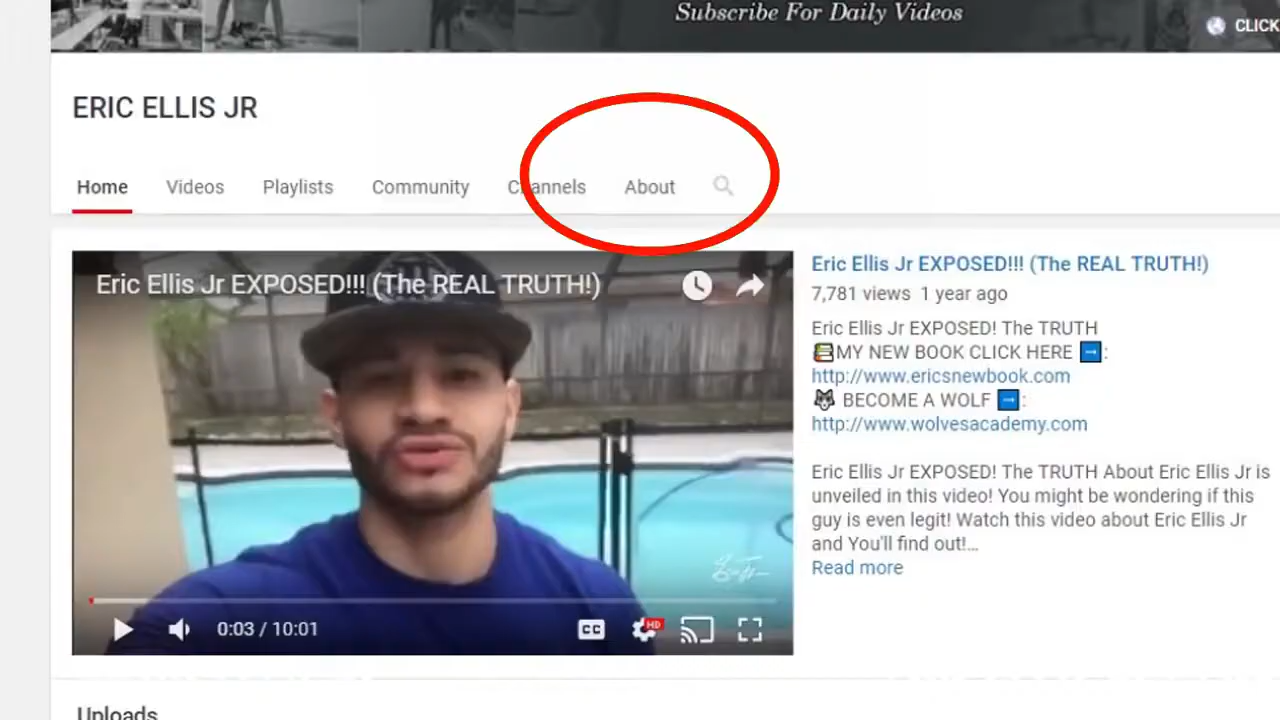 Subscribe For Daily Videos
CLICK
ERIC ELLIS JR
Home Videos Playlists Community Channels About
Eric Ellis Jr EXPOSED!!! (The REAL TRUTH!)
0:03 / 10:01
CC
HD
Eric Ellis Jr EXPOSED!!! (The REAL TRUTH!)
7,781 views 1 year ago
Eric Ellis Jr EXPOSED! The TRUTH
📚MY NEW BOOK CLICK HERE ➡:
http://www.ericsnewbook.com
🐺 BECOME A WOLF ➡:
http://www.wolvesacademy.com
Eric Ellis Jr EXPOSED! The TRUTH About Eric Ellis Jr is
unveiled in this video! You might be wondering if this
guy is even legit! Watch this video about Eric Ellis Jr
and You'll find out!...
Read more
Uploads